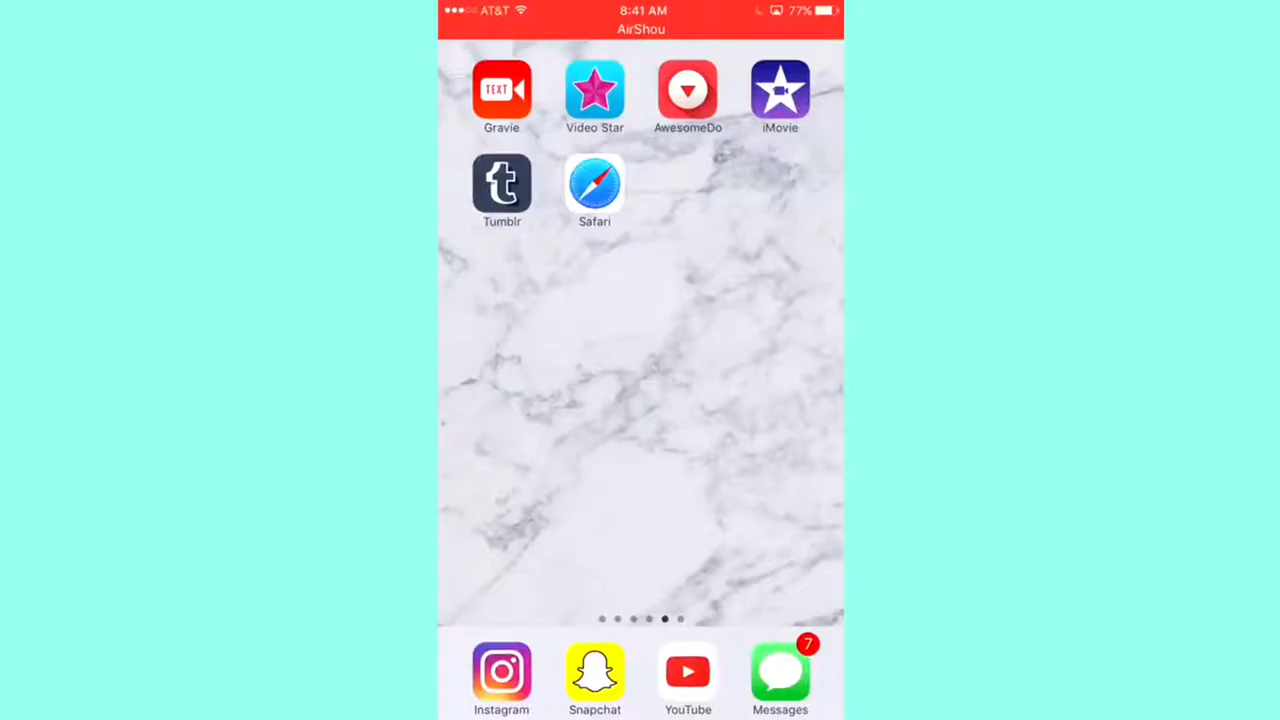 AT&T 8:41 AM 77%
AirShou
TEXT
Gravie Video Star AwesomeDo iMovie
t
Tumblr Safari
7
Instagram Snapchat YouTube Messages